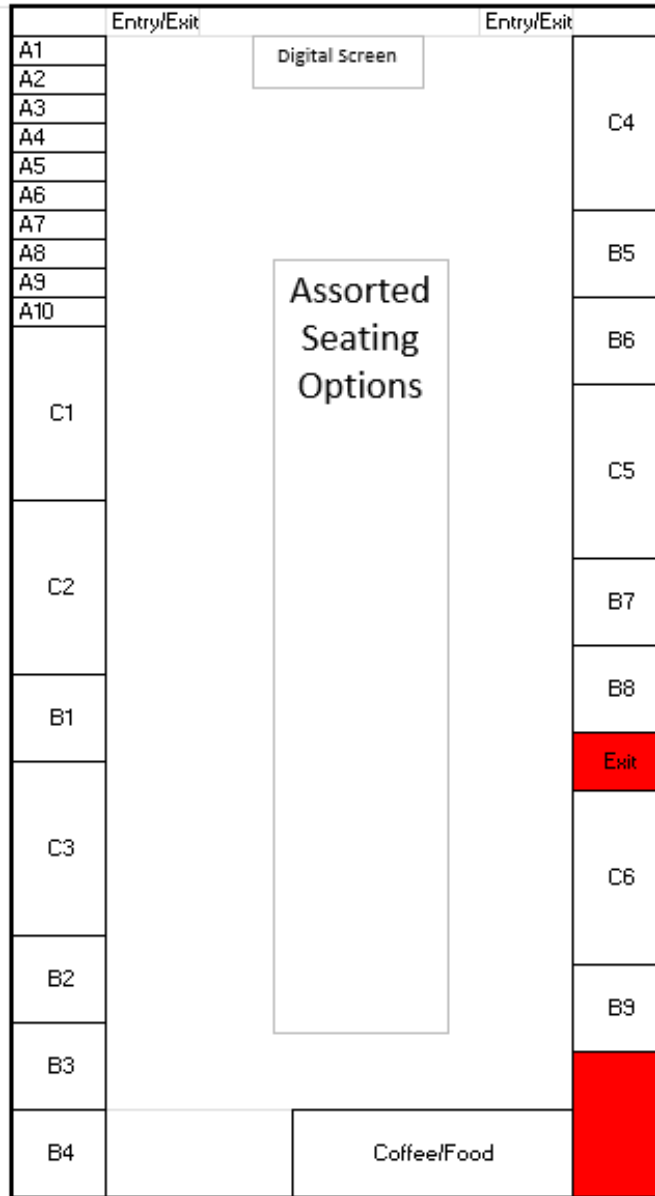 Entry/Exit
Entry/Exit
Digital Screen
A1
A2
A3
A4
A5
A6
A7
A8
A9
A10
C1
C2
B1
C3
B2
B3
B4
Assorted
Seating
Options
Coffee/Food
C4
B5
B6
C5
B7
B8
Exit
C6
B9